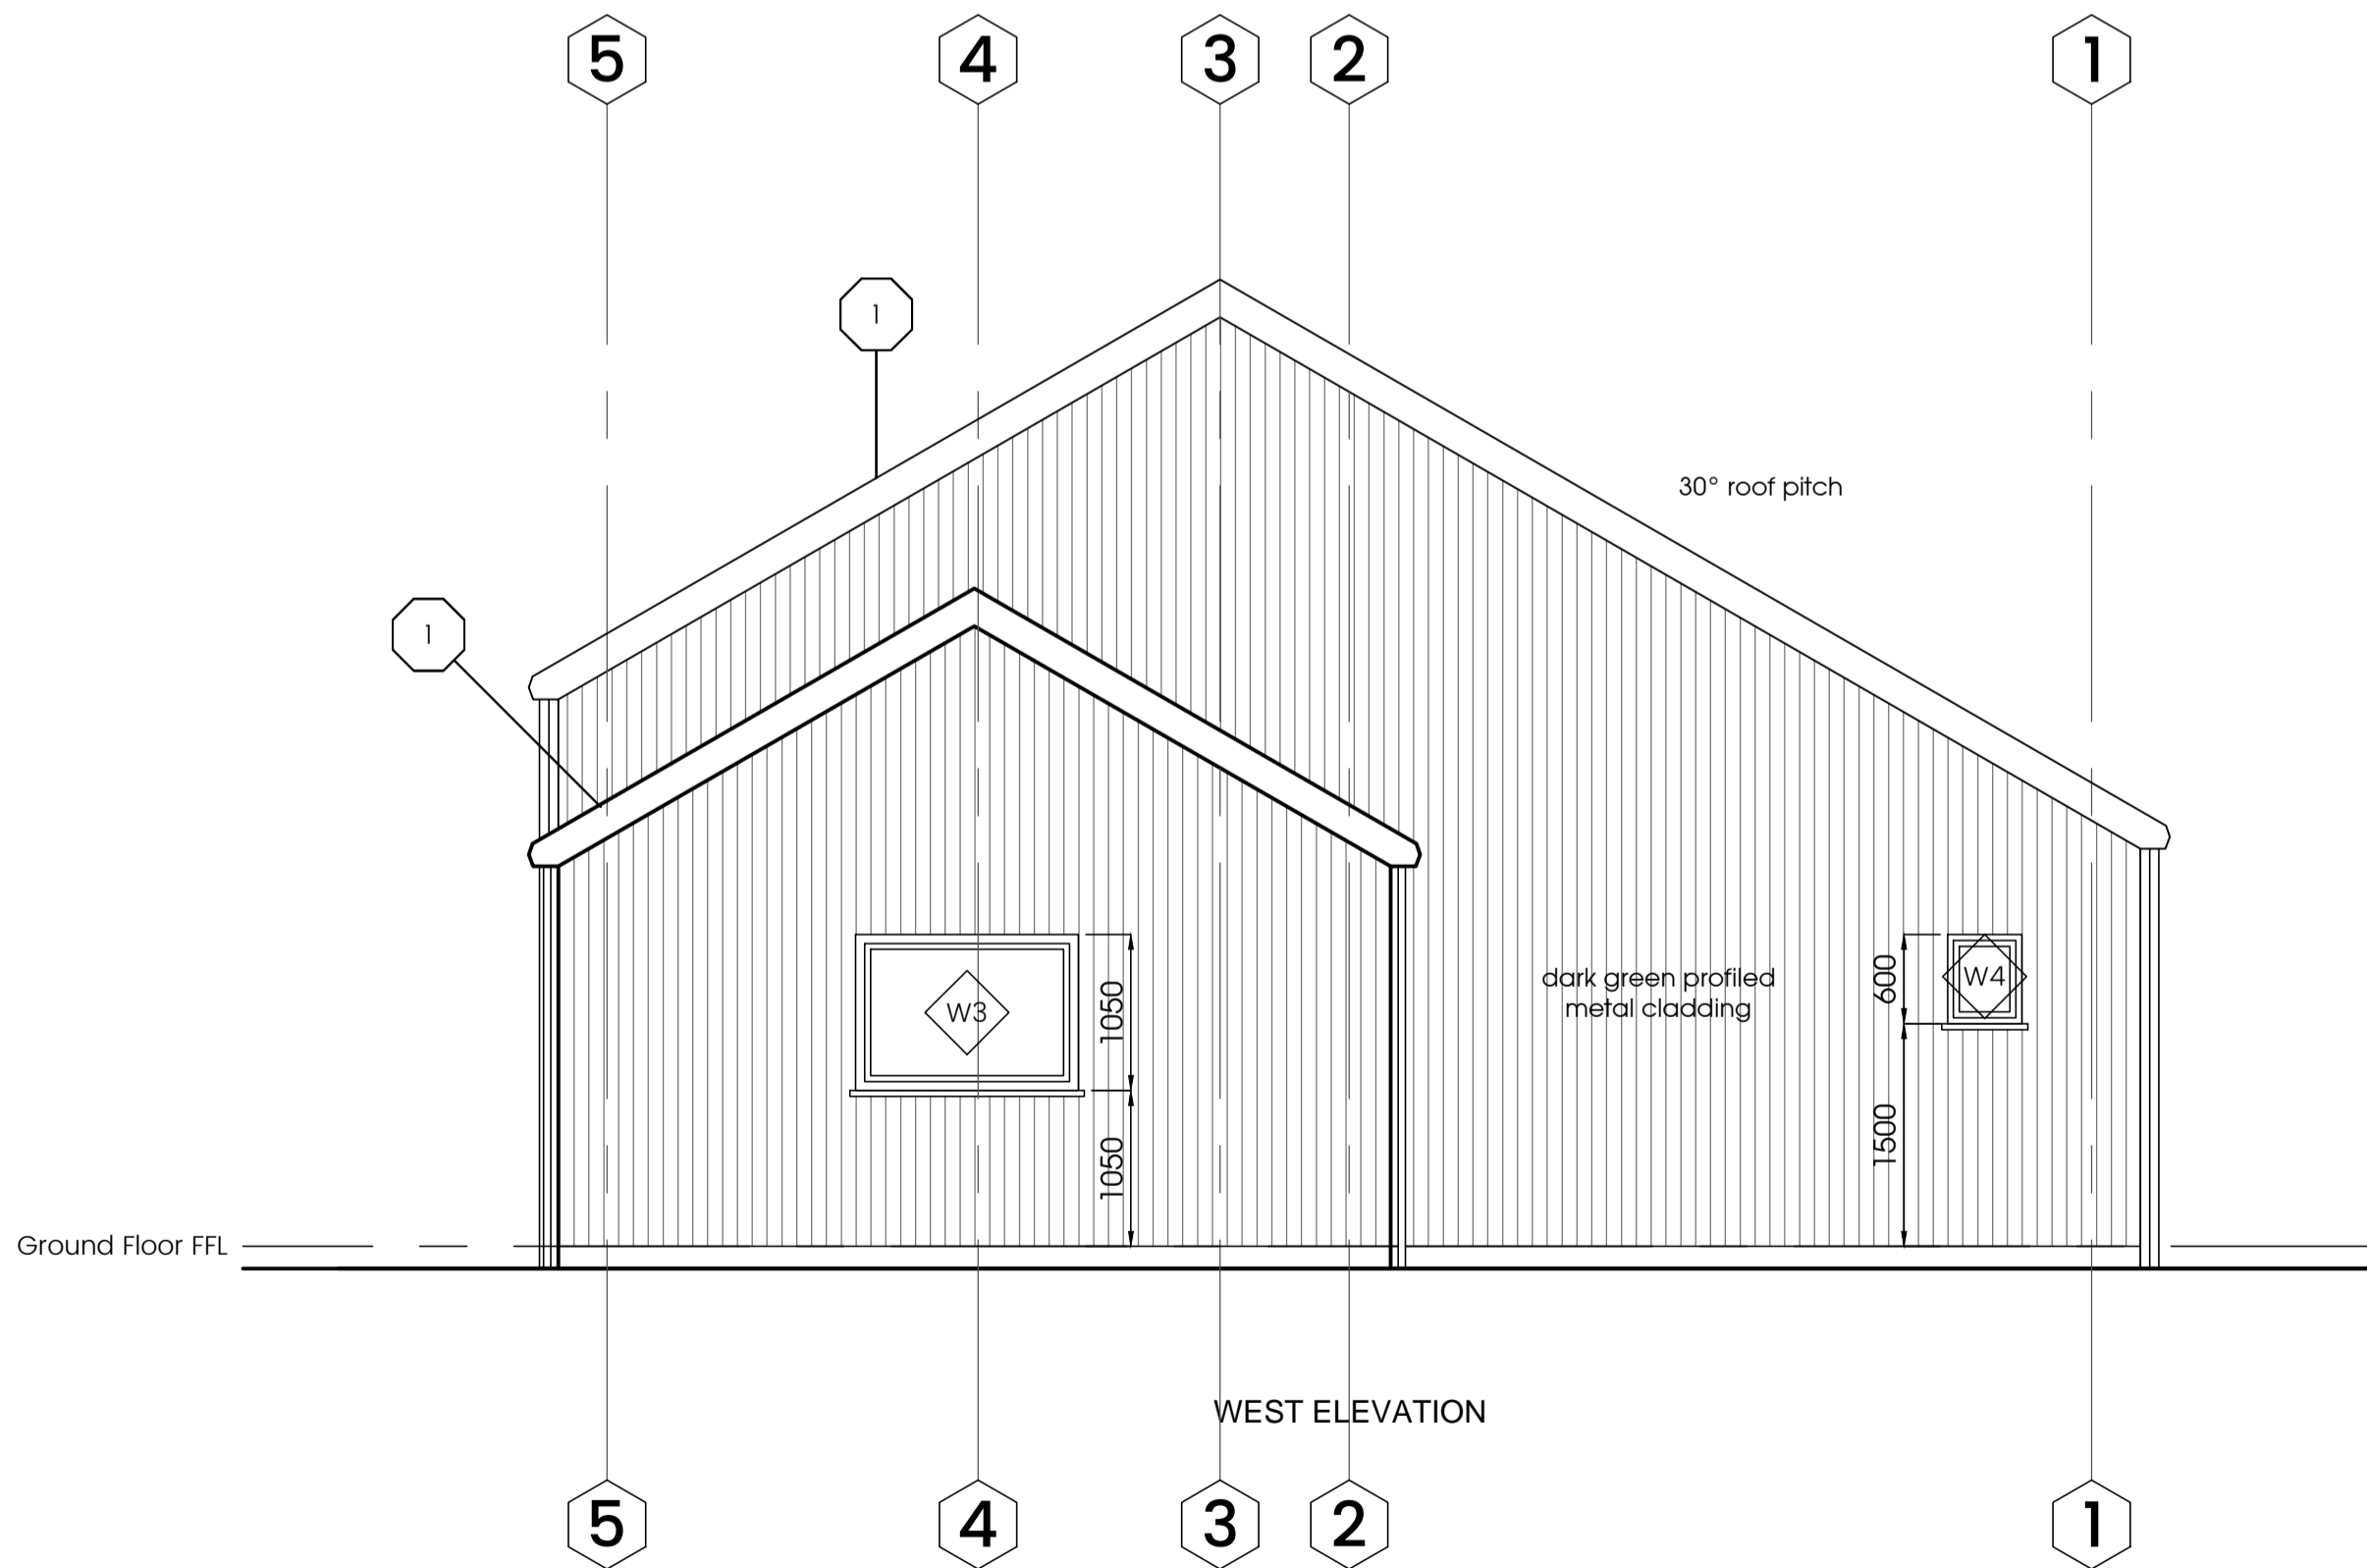 5 4 3 2 1
1
30° roof pitch
1
dark green profiled
metal cladding
W3
W4
1050
600
1050
1500
Ground Floor FFL
WEST ELEVATION
5 4 3 2 1